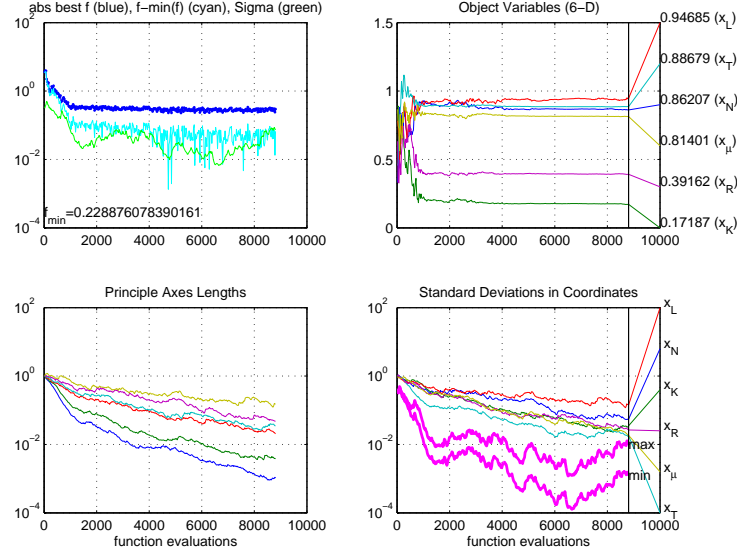 abs best f (blue), f−min(f) (cyan), Sigma (green)
10^2
10^0
10^−2
10^−4
f_min=0.228876078390161
0 2000 4000 6000 8000 10000
Object Variables (6−D)
1.5
1
0.5
0
0.94685 (x_L)
0.88679 (x_T)
0.86207 (x_N)
0.81401 (x_μ)
0.39162 (x_R)
0.17187 (x_K)
0 2000 4000 6000 8000 10000
Principle Axes Lengths
10^2
10^0
10^−2
10^−4
0 2000 4000 6000 8000 10000
function evaluations
Standard Deviations in Coordinates
10^2
10^0
10^−2
10^−4
x_L
x_N
x_K
x_R
x_μ
x_T
max
min
0 2000 4000 6000 8000 10000
function evaluations